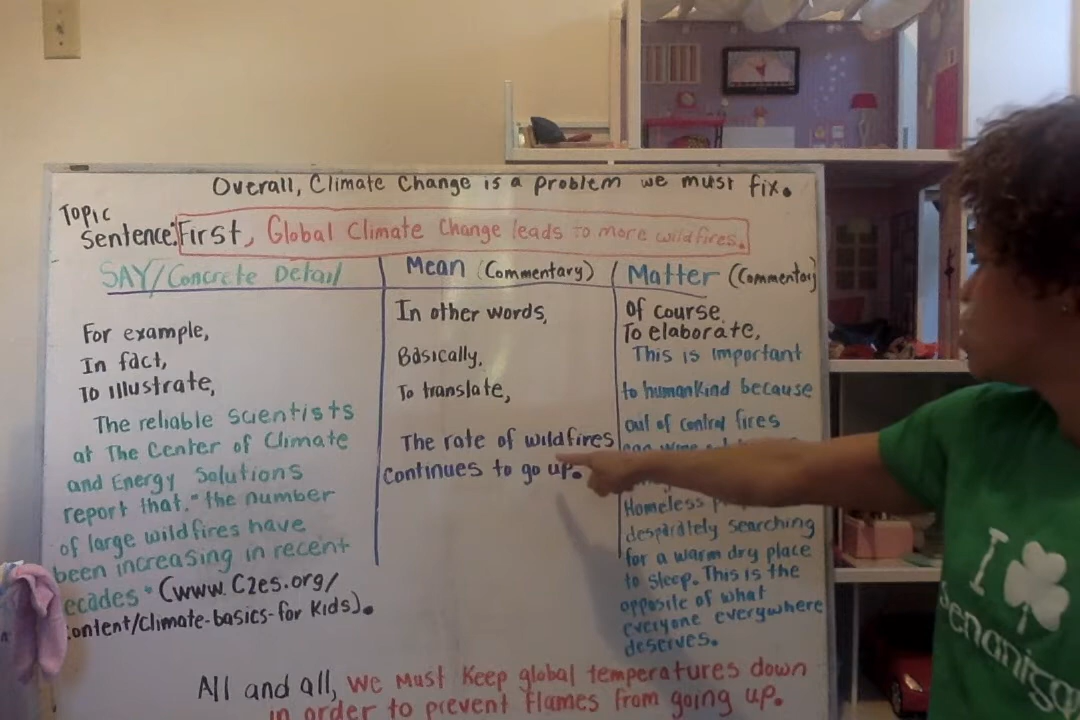 Overall, Climate Change is a problem we must fix.
Topic
Sentence: First, Global Climate Change leads to more wildfires.
SAY/Concrete Detail
For example,
In fact,
To illustrate,
The reliable scientists
at The Center of Climate
and Energy Solutions
report that "the number
of large wildfires have
been increasing in recent
ecades" (www.C2es.org/
content/climate-basics-for kids).
Mean (Commentary)
In other words,
Basically,
To translate,
The rate of wildfires
continues to go up.
Matter (Commentary)
Of course,
To elaborate,
This is important
to humankind because
out of control fires
Homeless
desparately searching
for a warm dry place
to sleep. This is the
opposite of what
everyone everywhere
deserves.
All and all, we must keep global temperatures down
in order to prevent flames from going up.
I